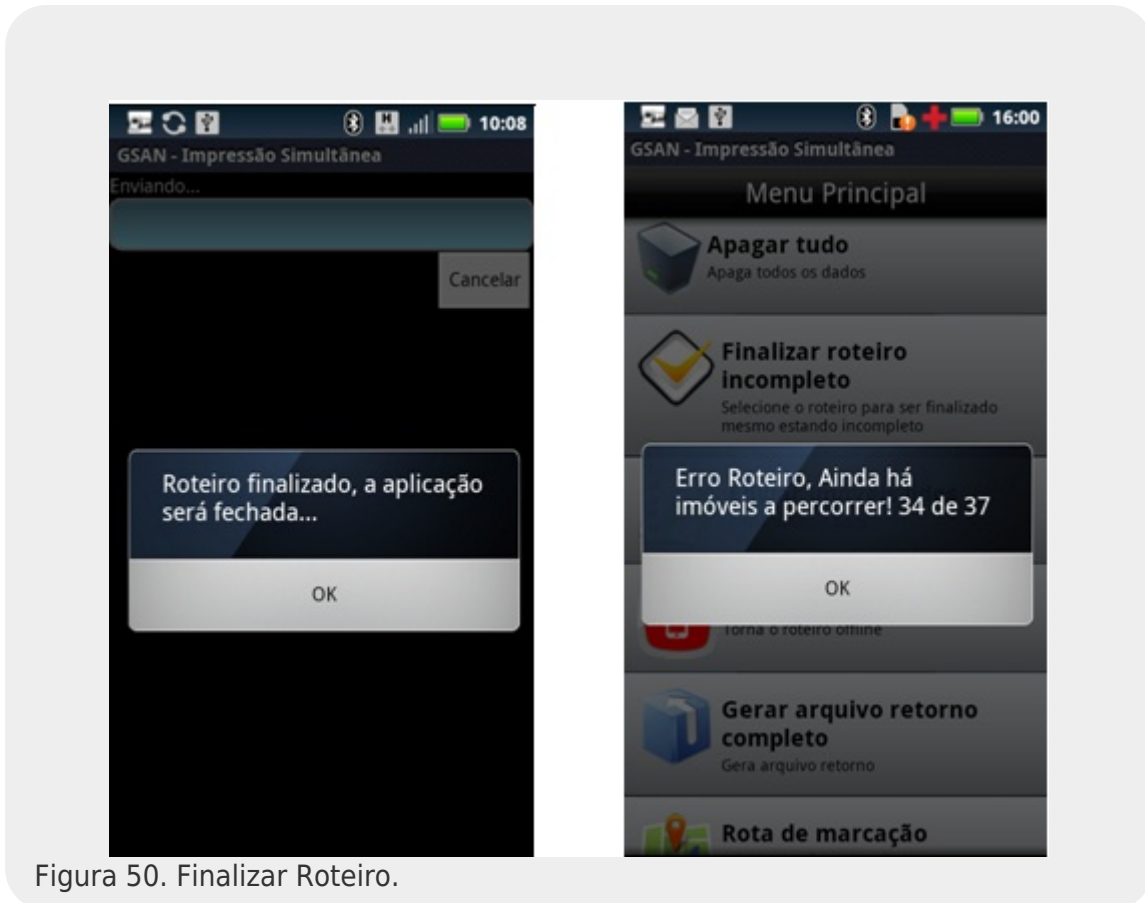 10:08
GSAN - Impressão Simultânea
Enviando...
Cancelar
Roteiro finalizado, a aplicação
será fechada...
OK
16:00
GSAN - Impressão Simultânea
Menu Principal
Apagar tudo
Apaga todos os dados
Finalizar roteiro
incompleto
Selecione o roteiro para ser finalizado
mesmo estando incompleto
Erro Roteiro, Ainda há
imóveis a percorrer! 34 de 37
OK
Torna o roteiro offline
Gerar arquivo retorno
completo
Gera arquivo retorno
Rota de marcação
Figura 50. Finalizar Roteiro.